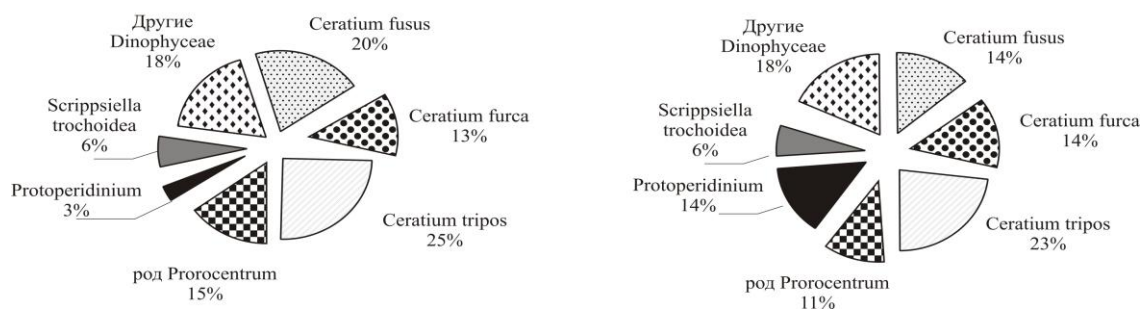 Другие
Dinophyceae
18%
Ceratium fusus
20%
Scrippsiella
trochoidea
6%
Ceratium furca
13%
Protoperidinium
3%
Ceratium tripos
25%
род Prorocentrum
15%
Другие
Dinophyceae
18%
Ceratium fusus
14%
Scrippsiella
trochoidea
6%
Ceratium furca
14%
Protoperidinium
14%
Ceratium tripos
23%
род Prorocentrum
11%